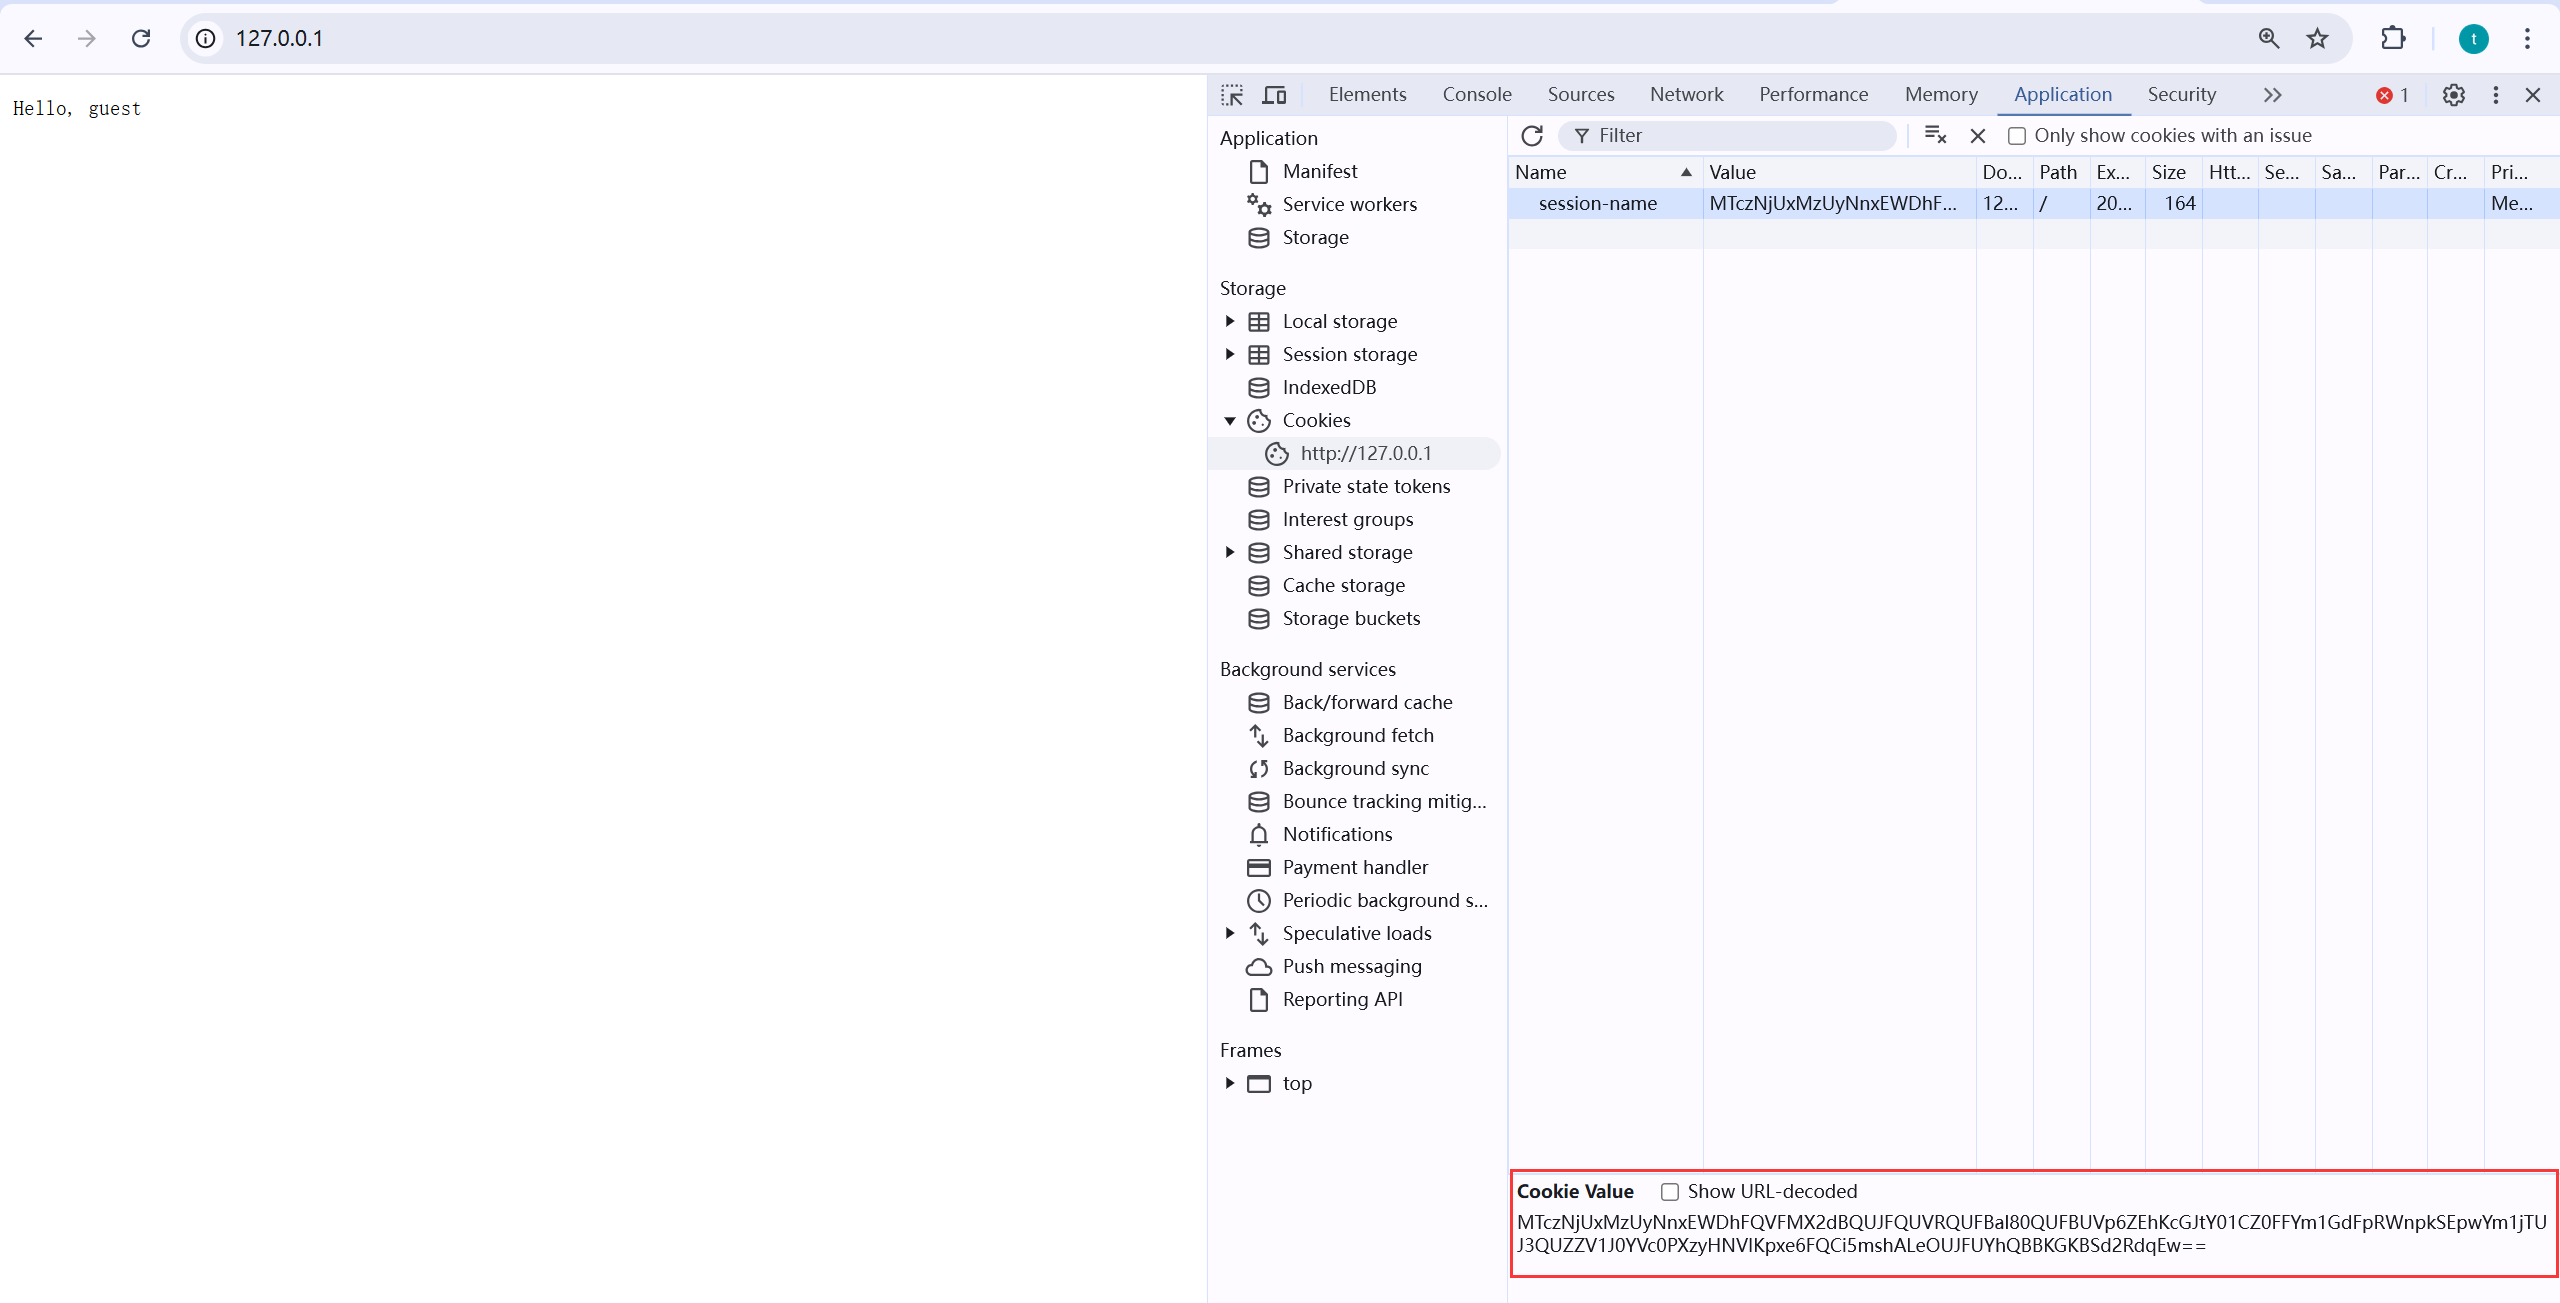 127.0.0.1
t
Hello, guest
Elements Console Sources Network Performance Memory Application Security 1
Application
Manifest
Service workers
Storage
Storage
Local storage
Session storage
IndexedDB
Cookies
http://127.0.0.1
Private state tokens
Interest groups
Shared storage
Cache storage
Storage buckets
Background services
Back/forward cache
Background fetch
Background sync
Bounce tracking mitig...
Notifications
Payment handler
Periodic background s...
Speculative loads
Push messaging
Reporting API
Frames
top
Filter Only show cookies with an issue
Name Value Do... Path Ex... Size Htt... Se... Sa... Par... Cr... Pri...
session-name MTczNjUxMzUyNnxEWDhF... 12... / 20... 164 Me...
Cookie Value Show URL-decoded
MTczNjUxMzUyNnxEWDhFQVFMX2dBQUJFQUVRQUFBal80QUFBUVp6ZEhKcGJtY01CZ0FFYm1GdFpRWnpkSEpwYm1jTU
J3QUZZV1J0YVc0PXzyHNVlKpxe6FQCi5mshALeOUJFUYhQBBKGKBSd2RdqEw==